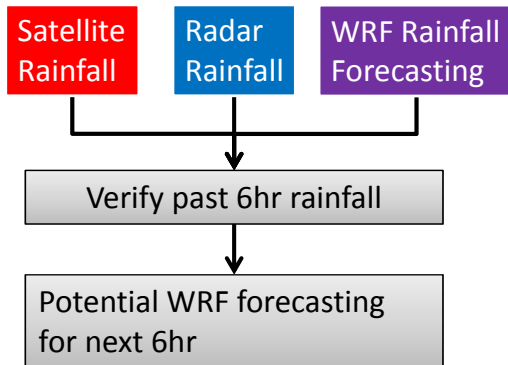 Satellite
Rainfall
Radar
Rainfall
WRF Rainfall
Forecasting
Verify past 6hr rainfall
Potential WRF forecasting
for next 6hr